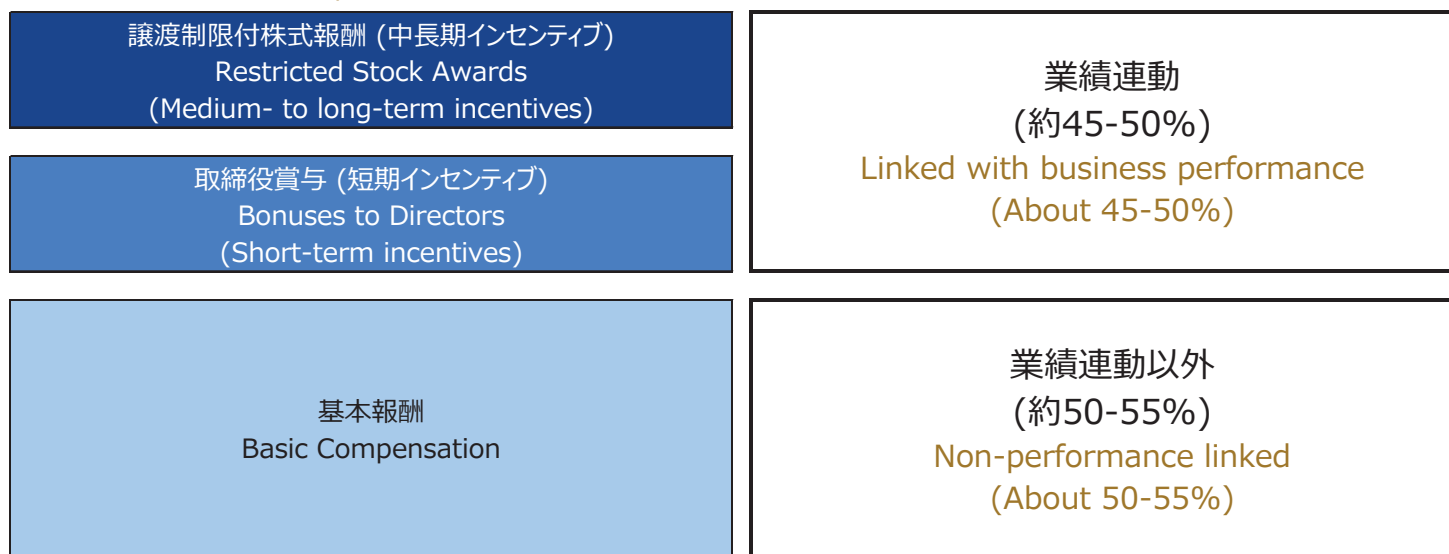 譲渡制限付株式報酬 (中長期インセンティブ)
Restricted Stock Awards
(Medium- to long-term incentives)
取締役賞与 (短期インセンティブ)
Bonuses to Directors
(Short-term incentives)
業績連動
(約45-50%)
Linked with business performance
(About 45-50%)
基本報酬
Basic Compensation
業績連動以外
(約50-55%)
Non-performance linked
(About 50-55%)